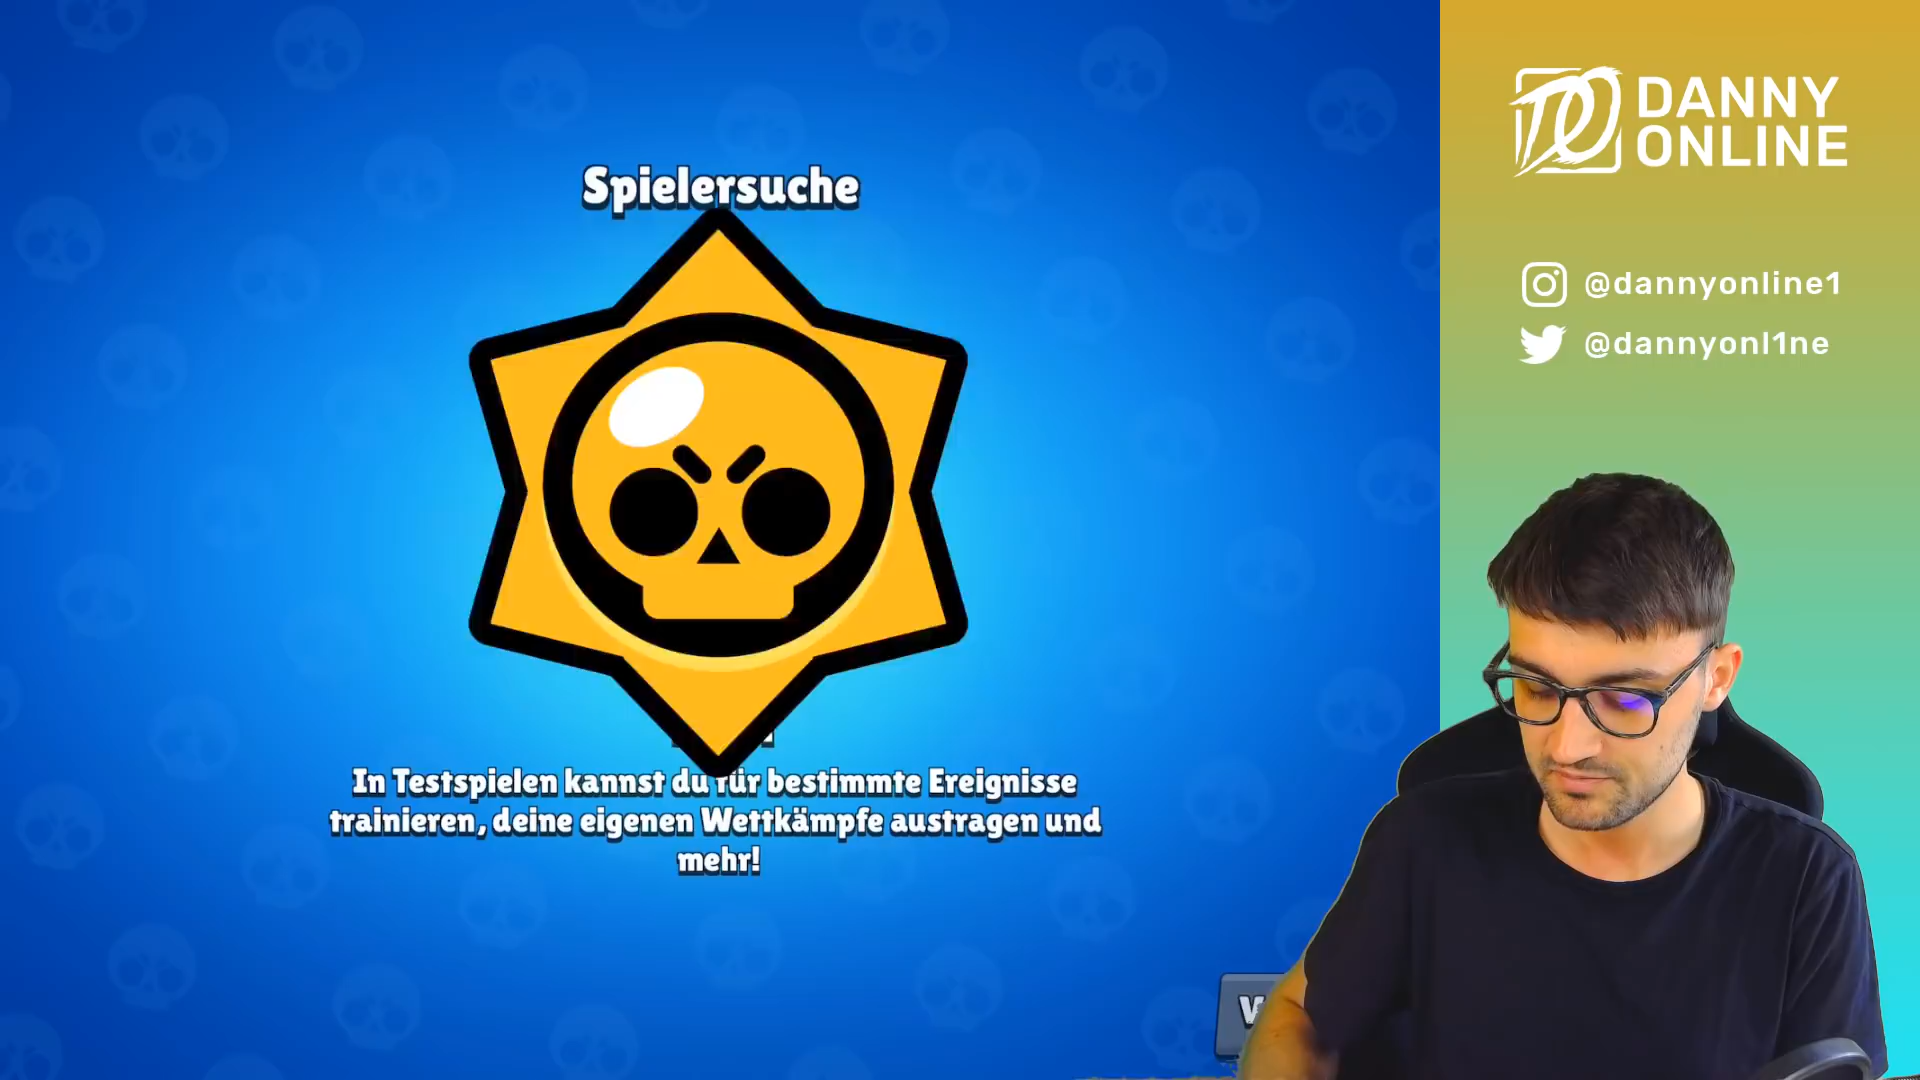 Spielersuche
In Testspielen kannst du für bestimmte Ereignisse
trainieren, deine eigenen Wettkämpfe austragen und
mehr!
DANNY
ONLINE
@dannyonline1
@dannyonl1ne